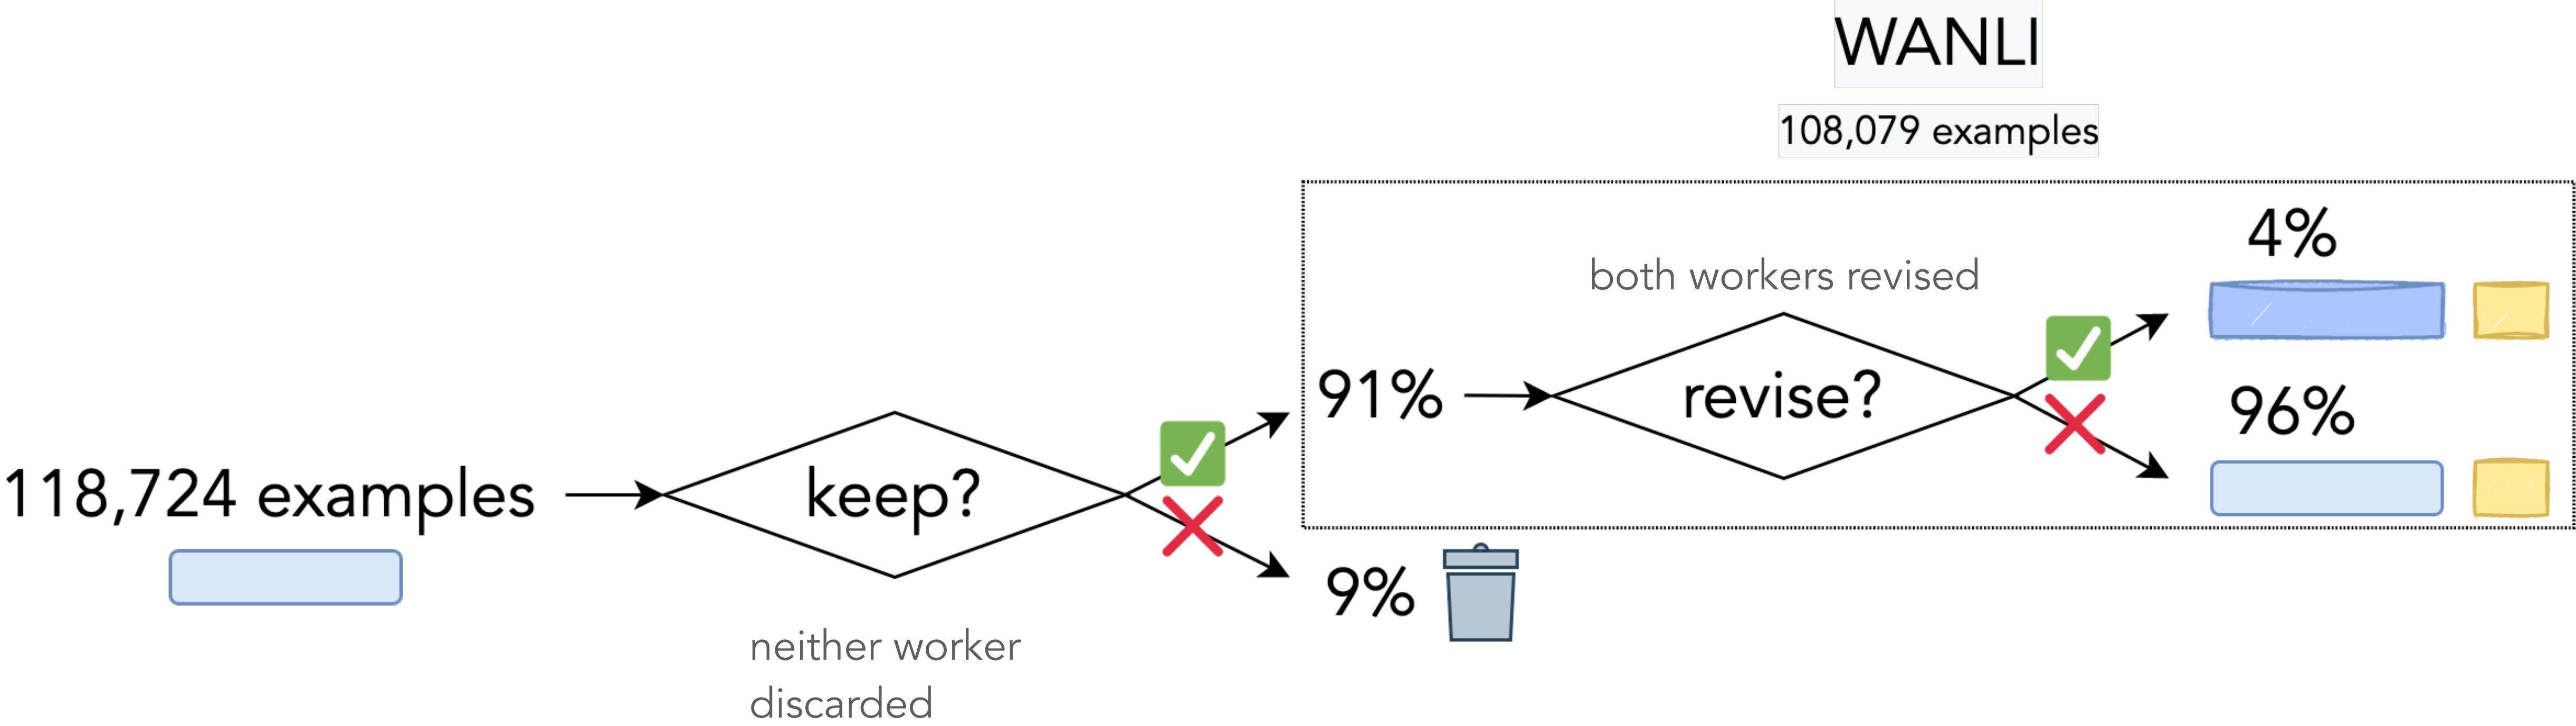 WANLI
108,079 examples
4%
both workers revised
91%
revise?
96%
118,724 examples
keep?
9%
neither worker
discarded